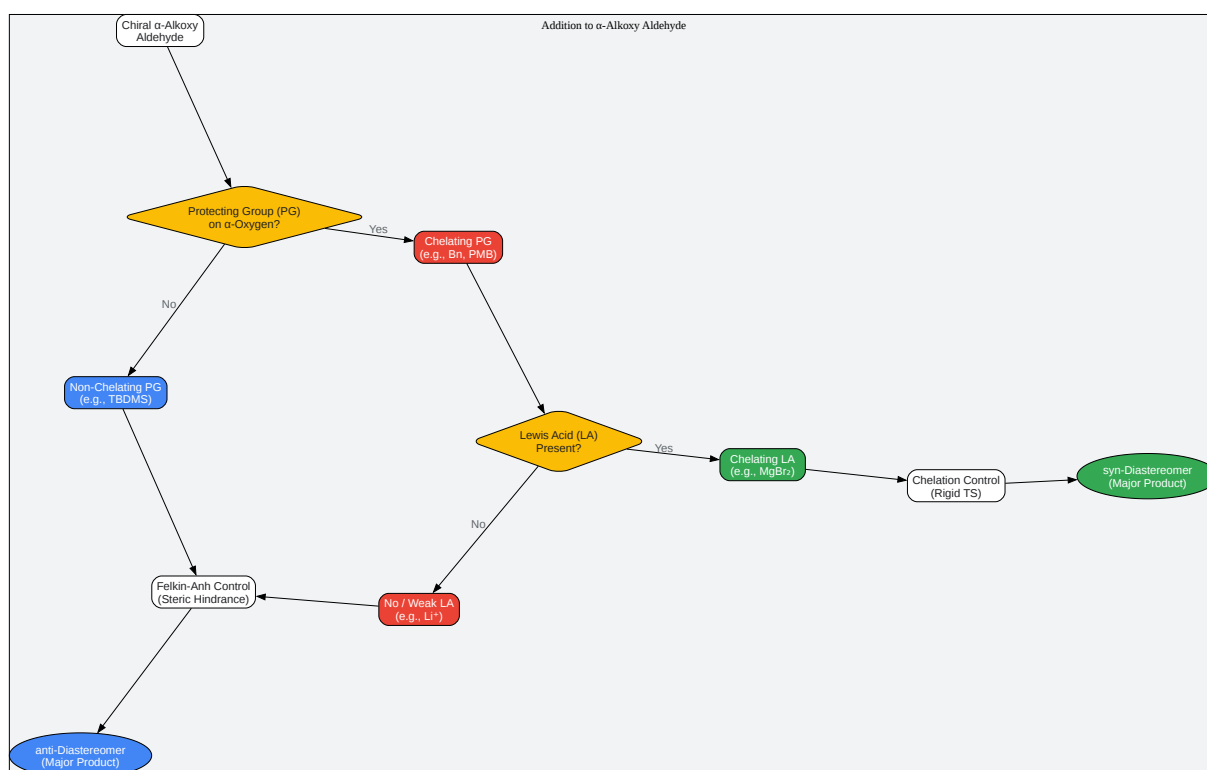 Addition to α-Alkoxy Aldehyde
Chiral α-Alkoxy
Aldehyde
Protecting Group (PG)
on α-Oxygen?
Yes
Chelating PG
(e.g., Bn, PMB)
No
Non-Chelating PG
(e.g., TBDMS)
Lewis Acid (LA)
Present?
Yes
Chelating LA
(e.g., MgBr₂)
Chelation Control
(Rigid TS)
syn-Diastereomer
(Major Product)
No
Felkin-Anh Control
(Steric Hindrance)
No / Weak LA
(e.g., Li⁺)
anti-Diastereomer
(Major Product)